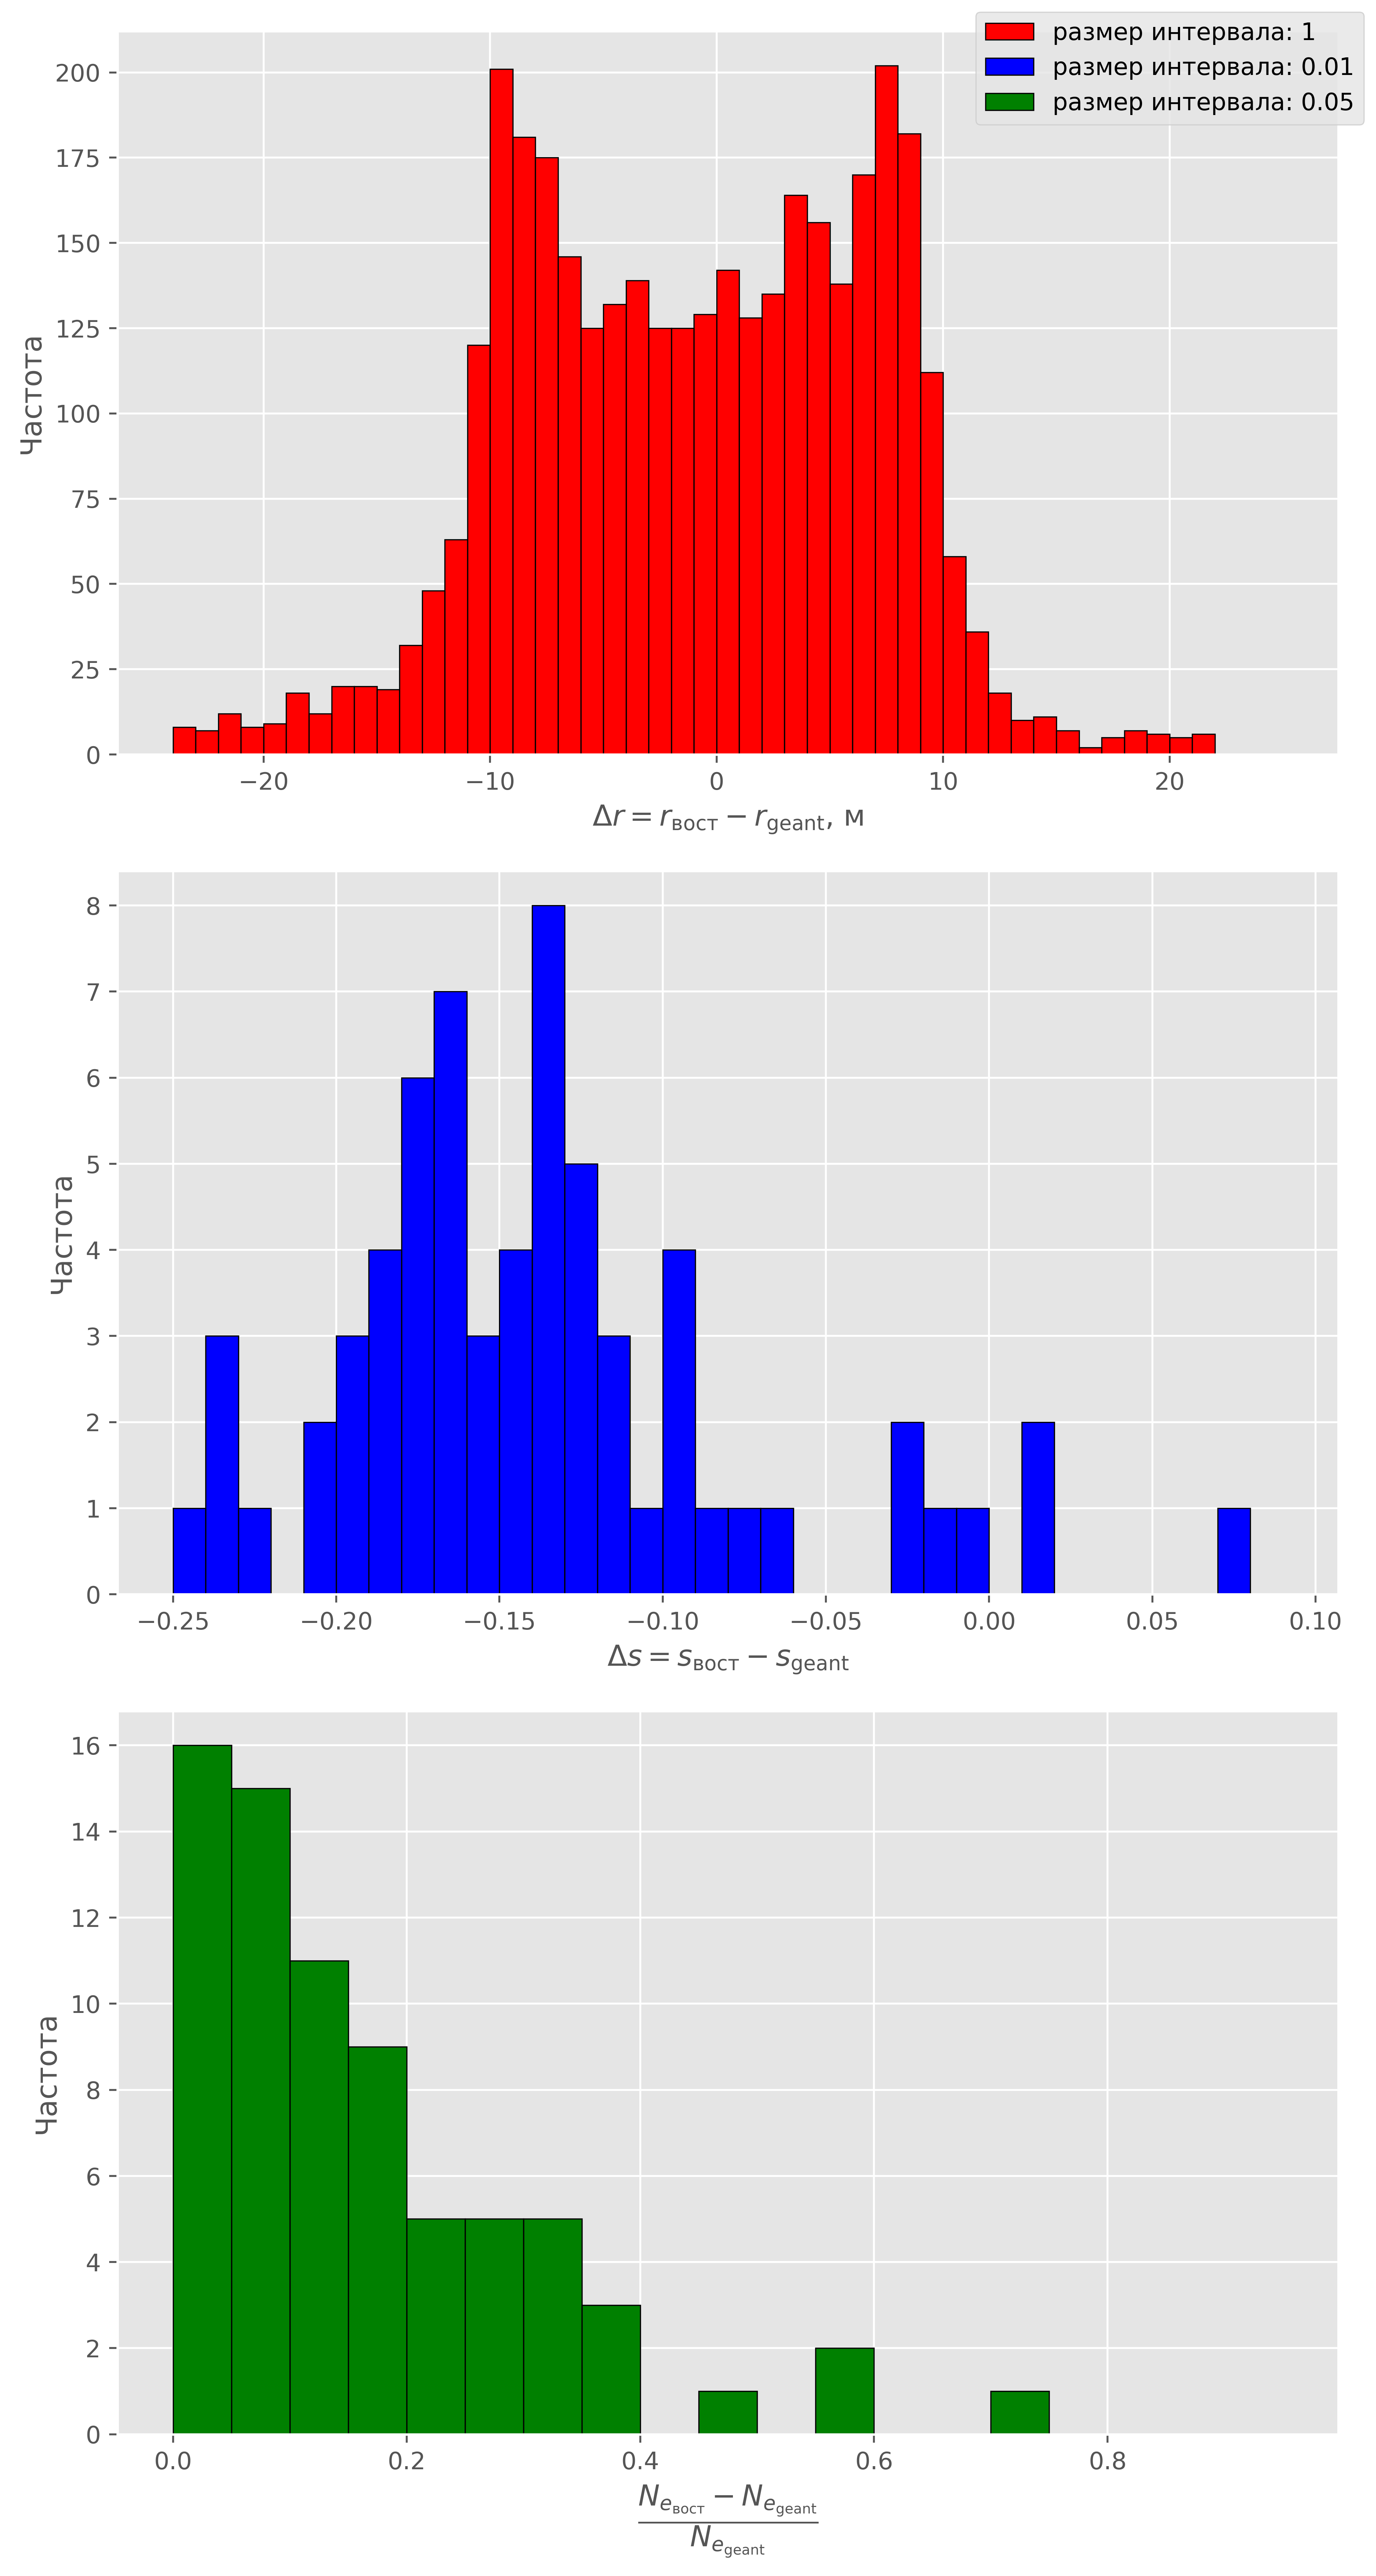 размер интервала: 1
размер интервала: 0.01
размер интервала: 0.05
200
175
150
125
100
75
50
25
0
Частота
−20 −10 0 10 20
Δr = r_вост − r_geant, м
8
7
6
5
4
3
2
1
0
Частота
−0.25 −0.20 −0.15 −0.10 −0.05 0.00 0.05 0.10
Δs = s_вост − s_geant
16
14
12
10
8
6
4
2
0
Частота
0.0 0.2 0.4 0.6 0.8
N_e_вост − N_e_geant
N_e_geant